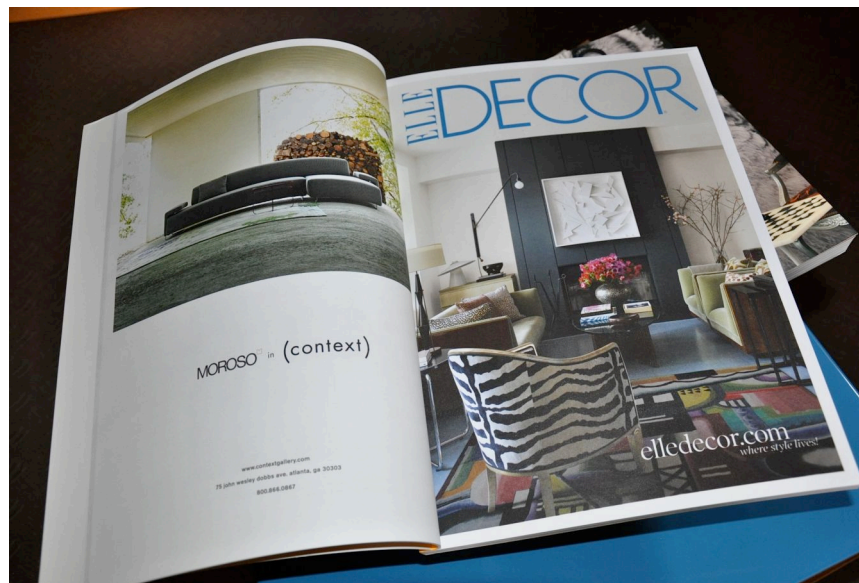 MOROSO in (context)
www.contextgallery.com
75 john wesley dobbs ave. atlanta, ga 30303
800.868.0867
ELLE DECOR
elledecor.com
where style lives!